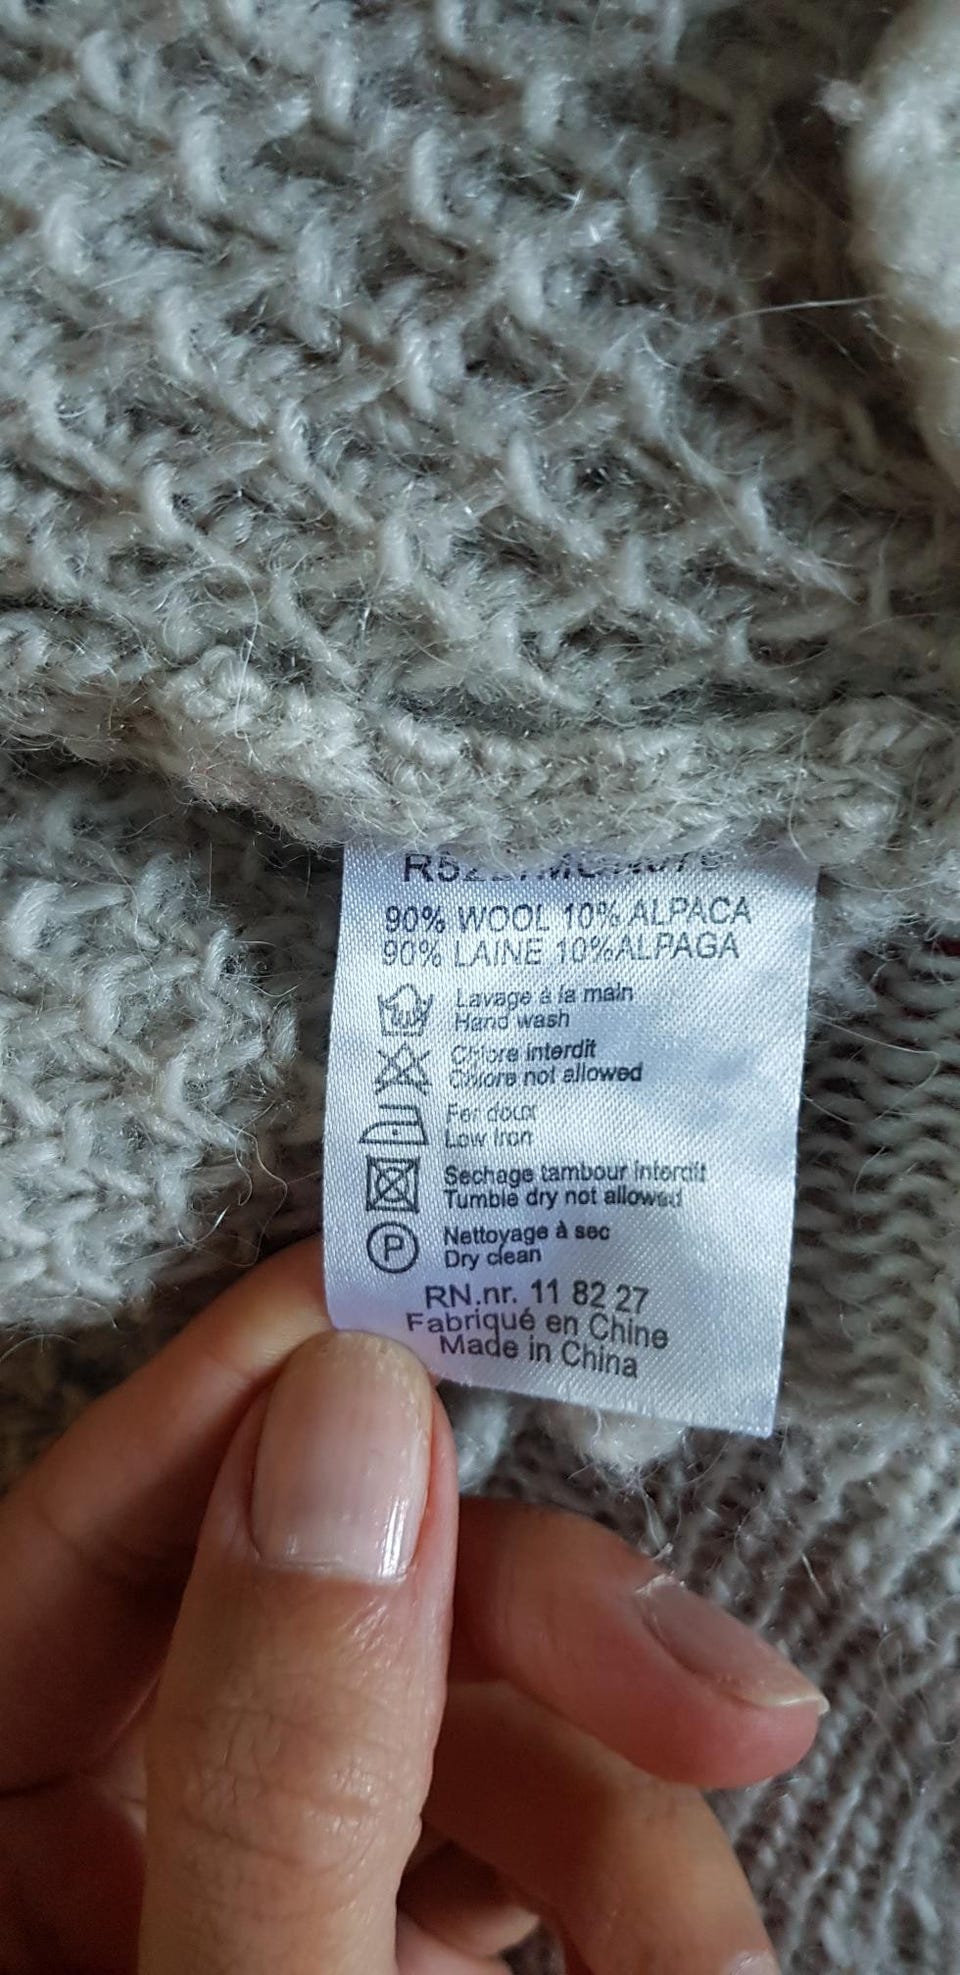 90% WOOL 10% ALPACA
90% LAINE 10%ALPAGA
Lavage à la main
Hand wash
Chlore interdit
Chlore not allowed
Fer doux
Low iron
Sechage tambour interdit
Tumble dry not allowed
P
Nettoyage à sec
Dry clean
RN.nr. 11 82 27
Fabriqué en Chine
Made in China